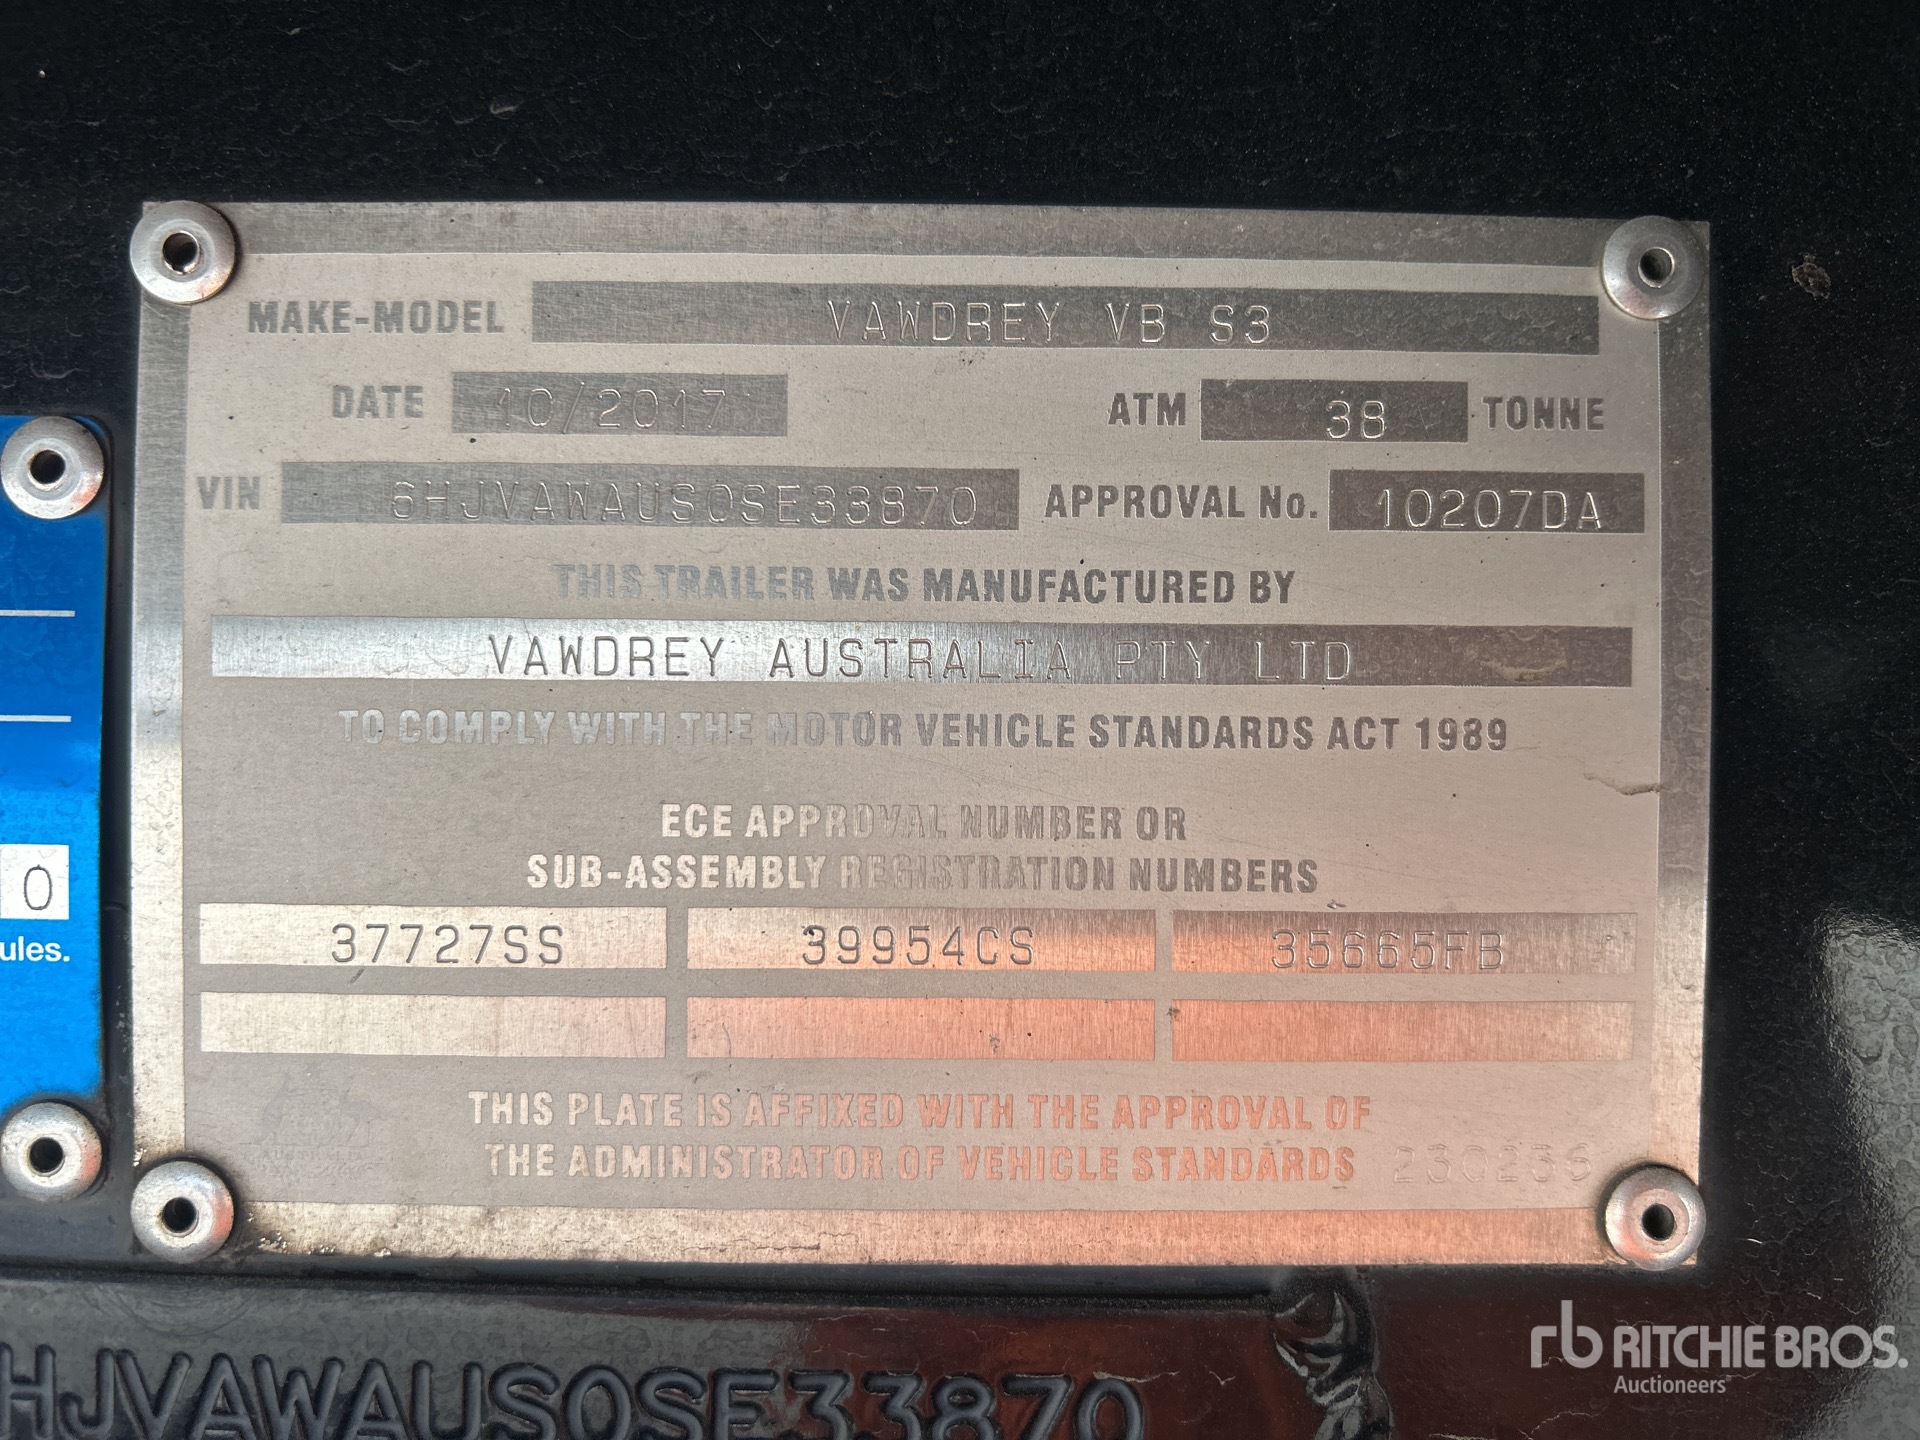 MAKE-MODEL VAWDREY VB S3
DATE 10/2017 ATM 38 TONNE
VIN 6HJVAWAUS0SE33870 APPROVAL No. 10207DA
THIS TRAILER WAS MANUFACTURED BY
VAWDREY AUSTRALIA PTY LTD
TO COMPLY WITH THE MOTOR VEHICLE STANDARDS ACT 1989
ECE APPROVAL NUMBER OR
SUB-ASSEMBLY REGISTRATION NUMBERS
37727SS 39954CS 35665FB
0
ules.
THIS PLATE IS AFFIXED WITH THE APPROVAL OF
THE ADMINISTRATOR OF VEHICLE STANDARDS 230236
AUSTRALIA
HJVAWAUS0SE33870
rb RITCHIE BROS.
Auctioneers